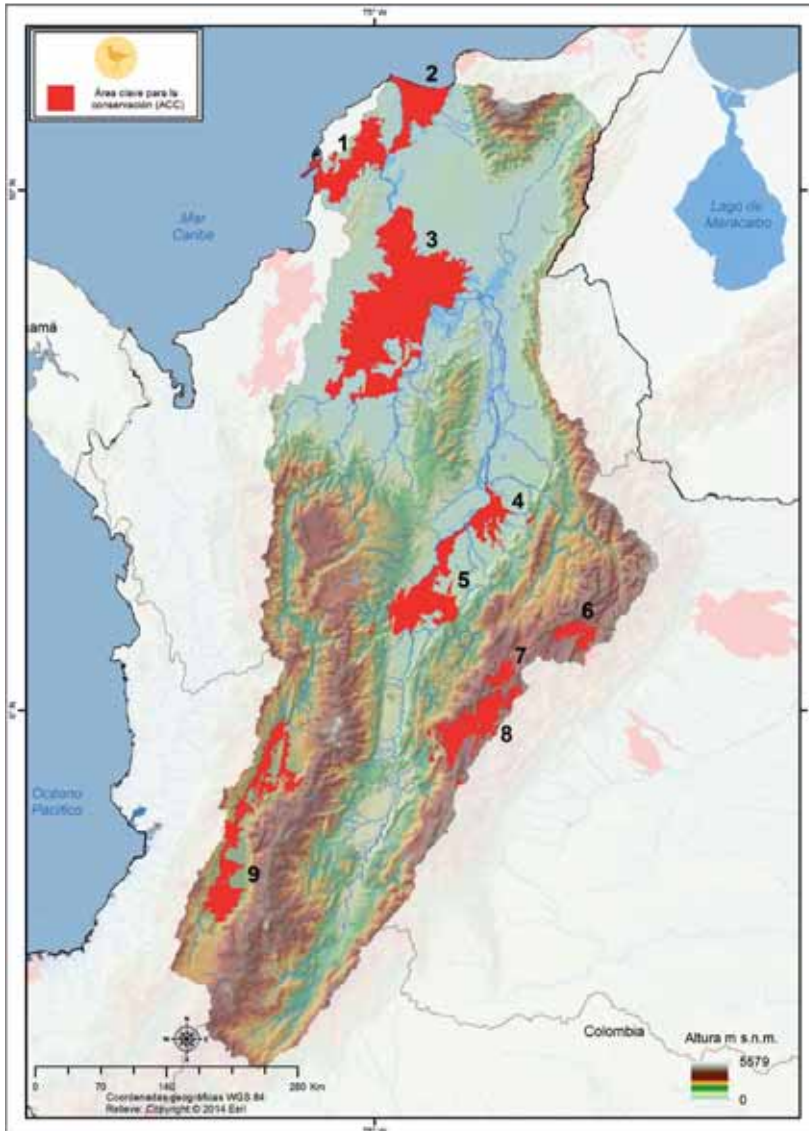 75° W
Área clave para la
conservación (ACC)
2
1
Mar
Caribe
Lago de
Maracaibo
3
amá
4
5
6
7
8
Océano
Pacífico
9
Colombia
Altura m s.n.m.
5579
0
0 70 140 280 Km
Coordenadas geográficas WGS 84
Relieve: Copyright:© 2014 Esri